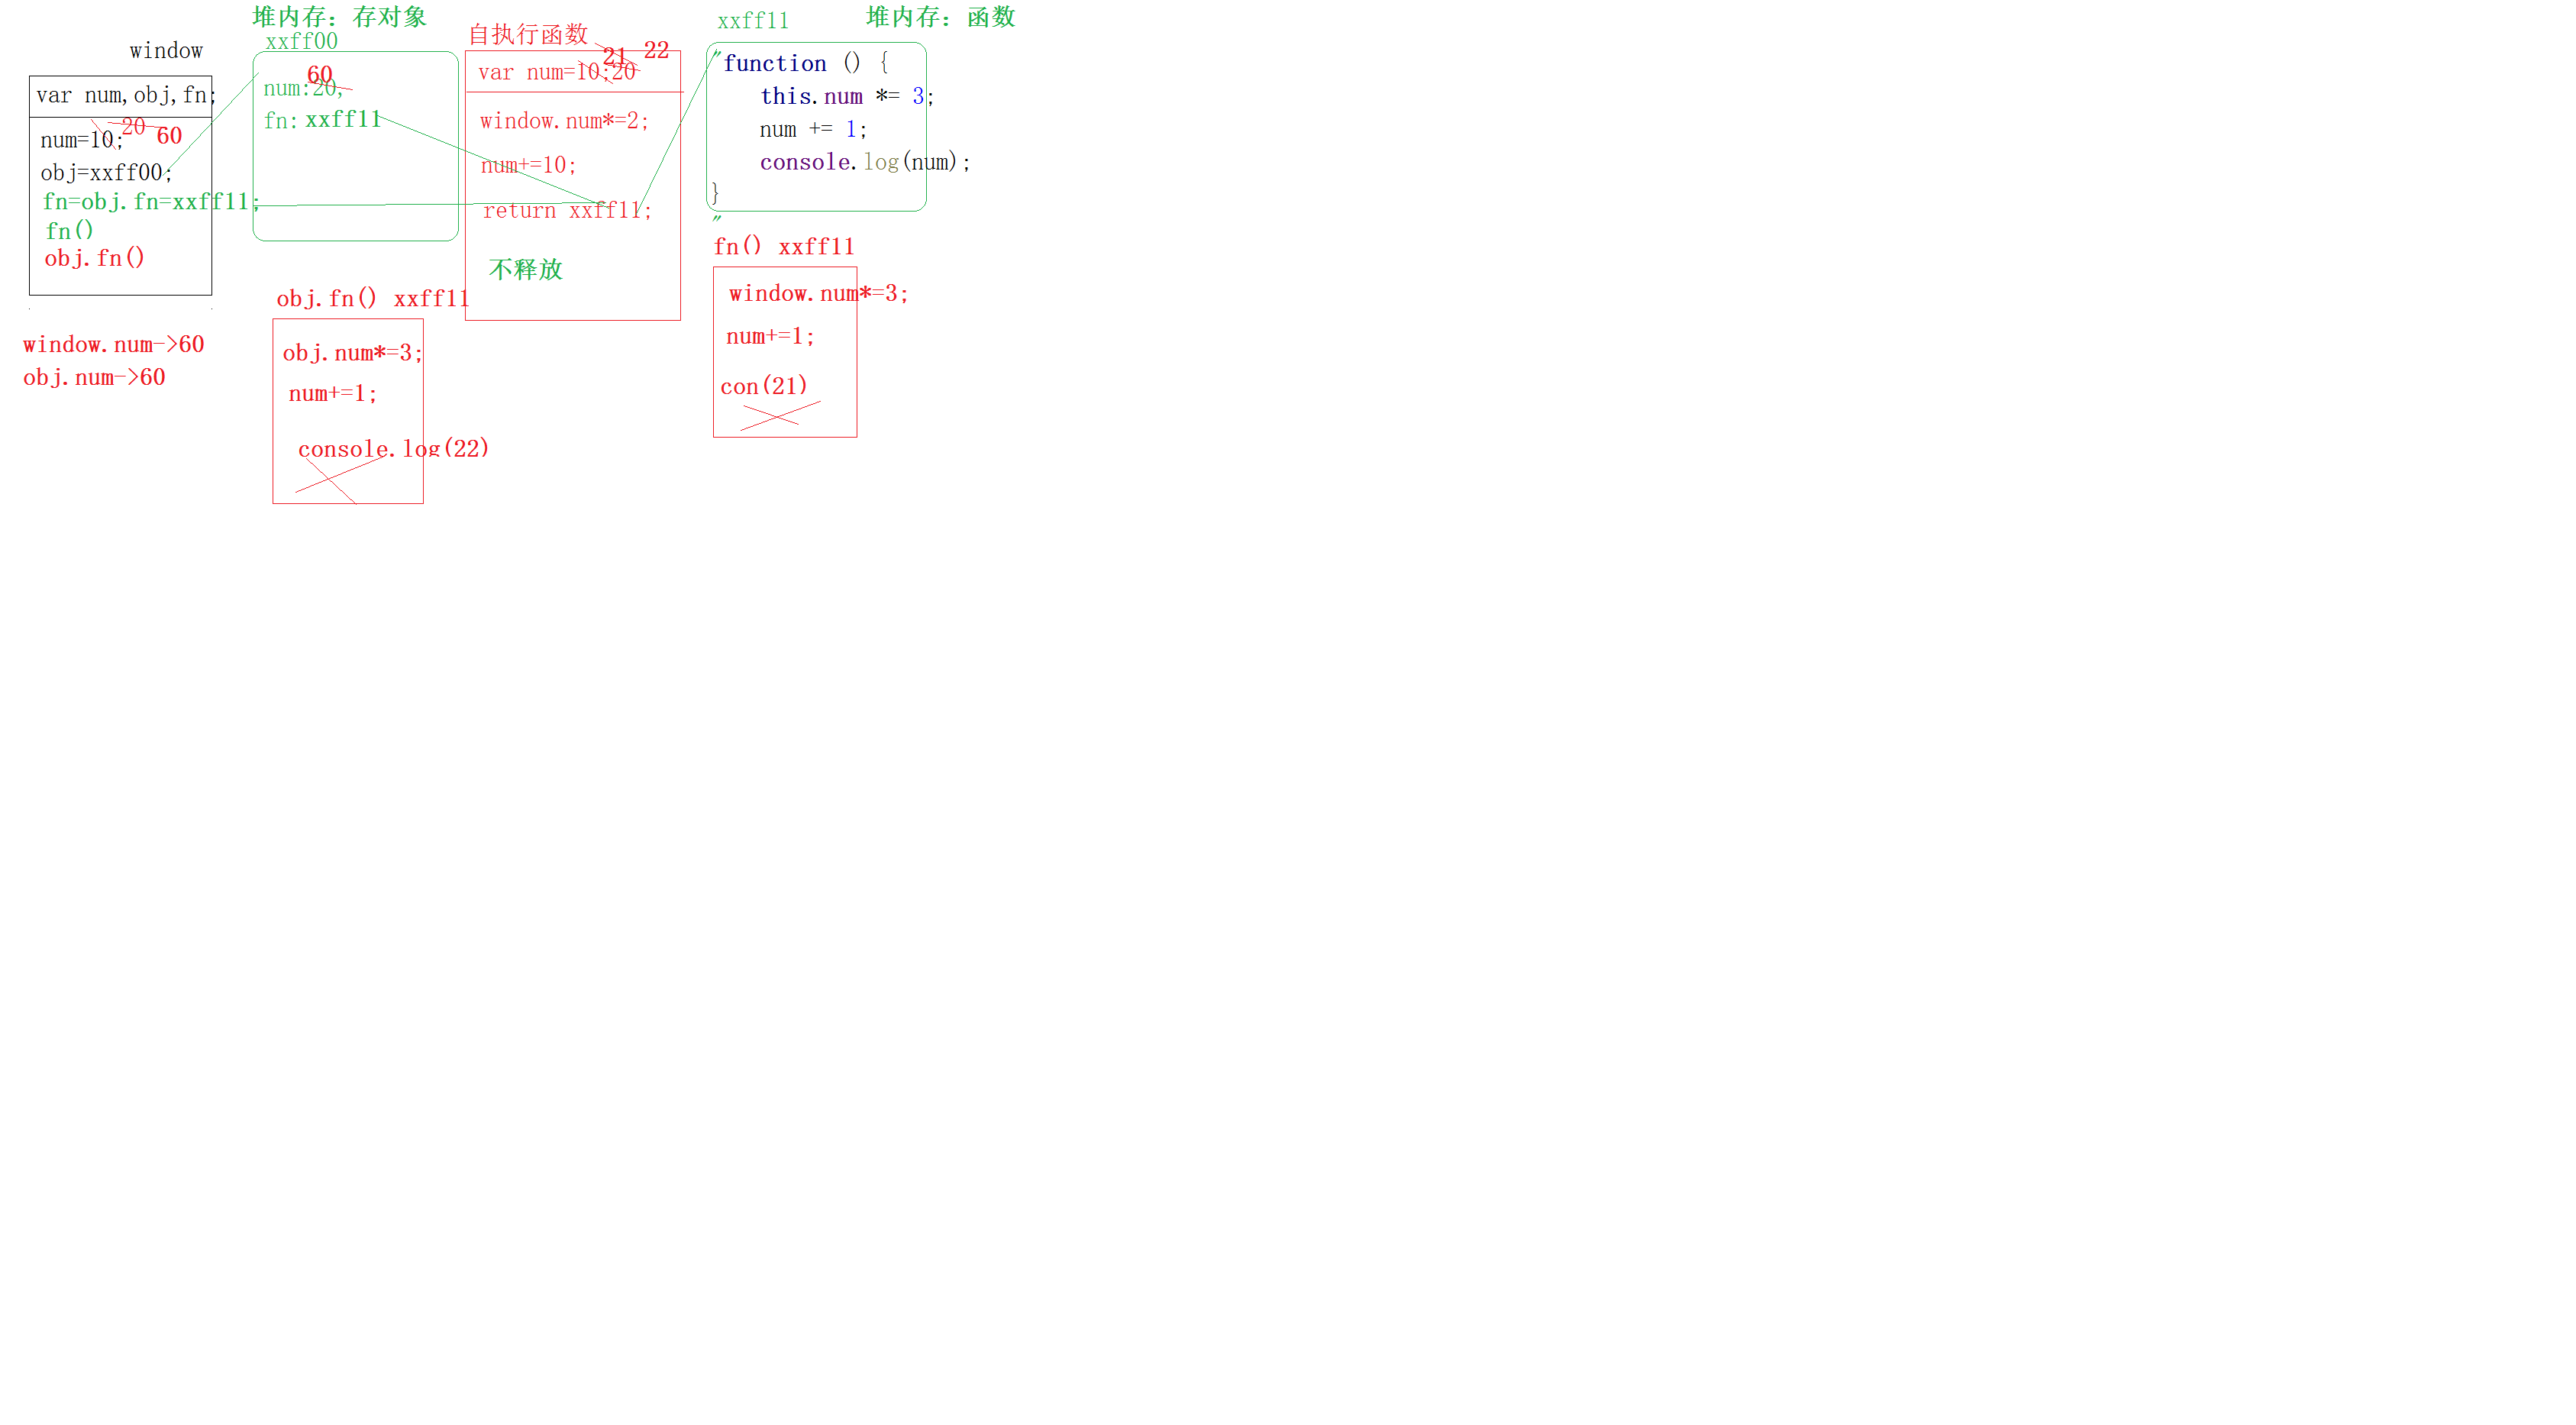 window
var num,obj,fn;
num=10; 20 60
obj=xxff00;
fn=obj.fn=xxff11;
fn()
obj.fn()
window.num->60
obj.num->60
堆内存：存对象
xxff00
60
num:20,
fn: xxff11
obj.fn() xxff11
obj.num*=3;
num+=1;
console.log(22)
自执行函数
21 22
var num=10;20
window.num*=2;
num+=10;
return xxff11;
不释放
xxff11 堆内存：函数
"function () {
this.num *= 3;
num += 1;
console.log(num);
}
"
fn() xxff11
window.num*=3;
num+=1;
con(21)